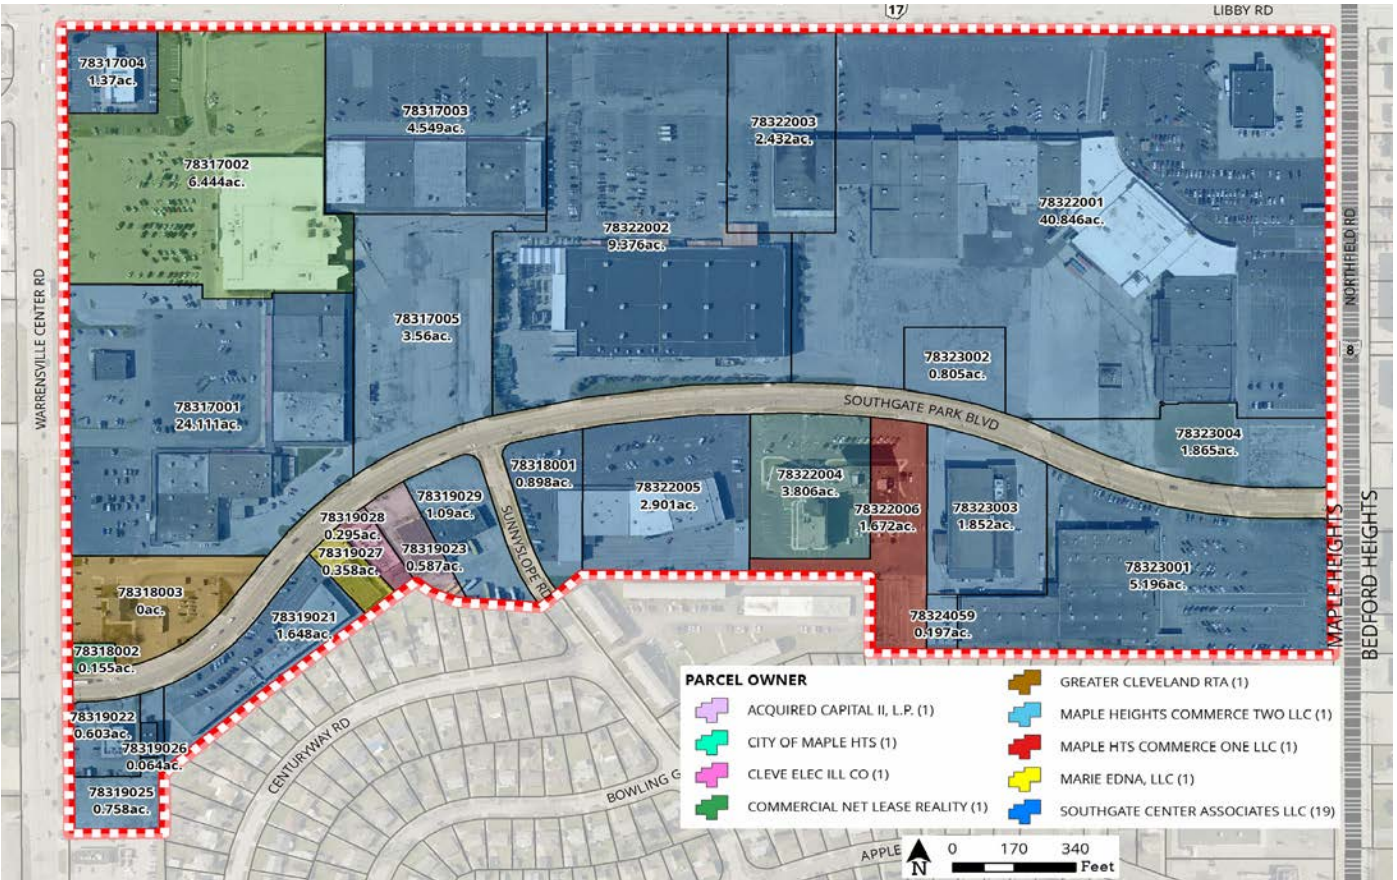 17
LIBBY RD
78317004
1.37ac.
78317003
4.549ac.
78322003
2.432ac.
78317002
6.444ac.
78322001
40.846ac.
78322002
9.376ac.
WARRENSVILLE CENTER RD
NORTHFIELD RD
8
78317005
3.56ac.
78323002
0.805ac.
78317001
24.111ac.
SOUTHGATE PARK BLVD
78323004
1.865ac.
78318001
0.898ac.
78322004
3.806ac.
78322005
2.901ac.
78319029
1.09ac.
78322006
1.672ac.
78323003
1.852ac.
78319028
0.295ac.
78319027
0.358ac.
78319023
0.587ac.
SUNNYSLOPE RD
MAPLE HEIGHTS
BEDFORD HEIGHTS
78323001
5.196ac.
78318003
0ac.
78319021
1.648ac.
78324059
0.197ac.
78318002
0.155ac.
78319022
0.603ac.
78319026
0.064ac.
78319025
0.758ac.
CENTURYWAY RD
BOWLING G
APPLE
PARCEL OWNER
ACQUIRED CAPITAL II, L.P. (1)
CITY OF MAPLE HTS (1)
CLEVE ELEC ILL CO (1)
COMMERCIAL NET LEASE REALITY (1)
GREATER CLEVELAND RTA (1)
MAPLE HEIGHTS COMMERCE TWO LLC (1)
MAPLE HTS COMMERCE ONE LLC (1)
MARIE EDNA, LLC (1)
SOUTHGATE CENTER ASSOCIATES LLC (19)
N
0 170 340
Feet